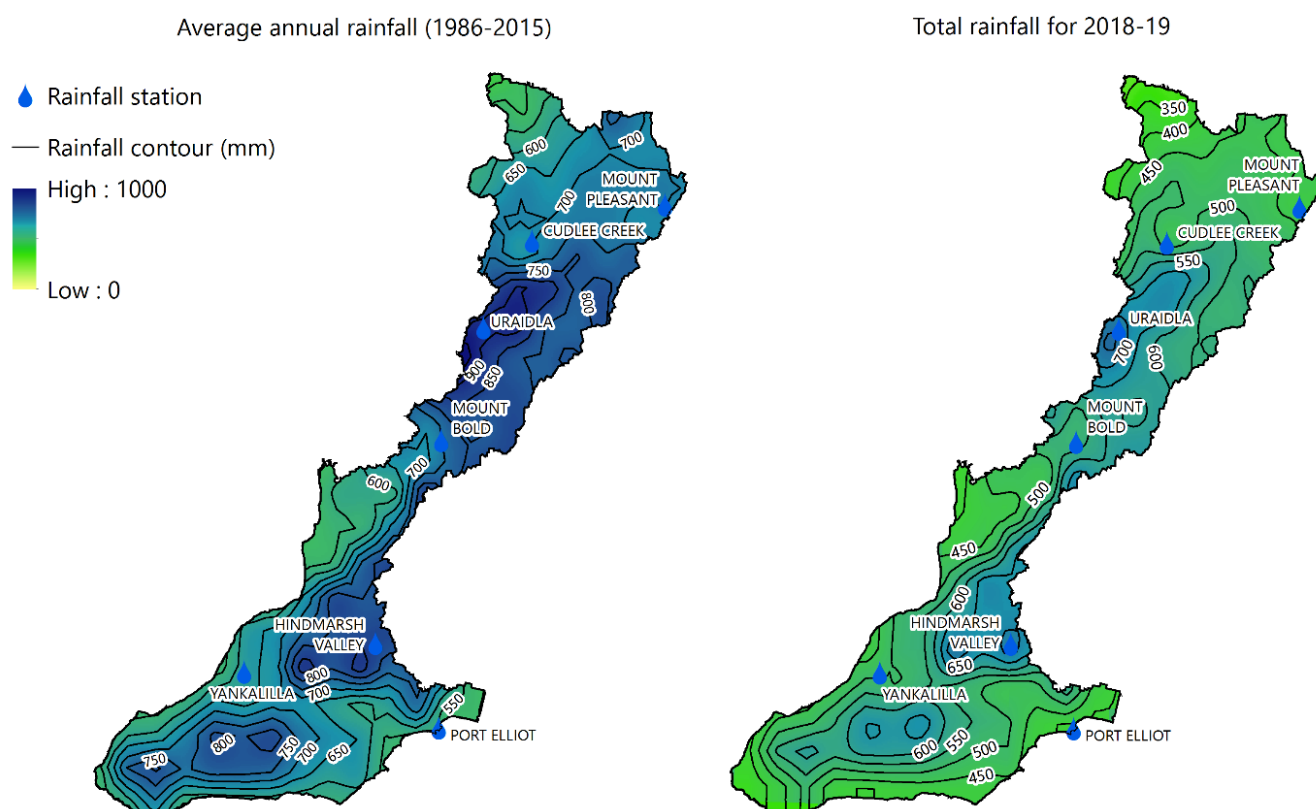 Average annual rainfall (1986-2015)
Rainfall station
Rainfall contour (mm)
High : 1000
Low : 0
600
700
650
MOUNT
PLEASANT
700
CUDLEE CREEK
750
800
URAIDLA
900
850
MOUNT
BOLD
700
600
HINDMARSH
VALLEY
800
700
YANKALILLA
550
PORT ELLIOT
800
750
700
650
750
Total rainfall for 2018-19
350
400
450
MOUNT
PLEASANT
500
CUDLEE CREEK
550
URAIDLA
700
600
MOUNT
BOLD
500
450
600
HINDMARSH
VALLEY
650
YANKALILLA
PORT ELLIOT
600
550
500
450